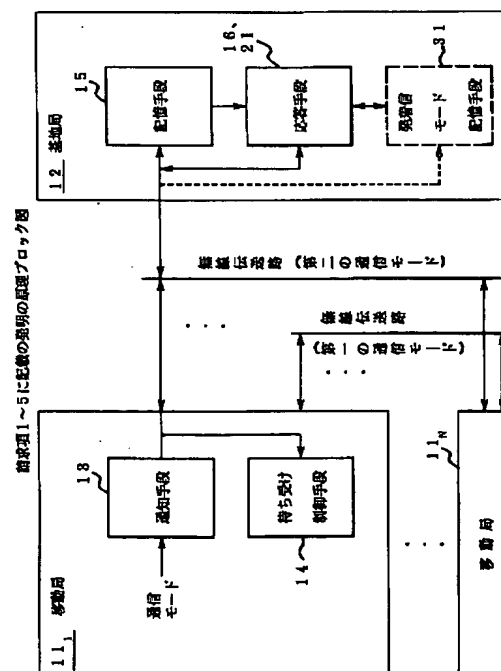 請求項1~5に記載の発明の原理ブロック図
11₁ 移動局
通信
モード
13
通知手段
待ち受け
制御手段
14
11N
移動局
無線伝送路
(第一の通信モード)
無線伝送路 (第二の通信モード)
12 基地局
15
記憶手段
16、
21
応答手段
31
発着信
モード
記憶手段